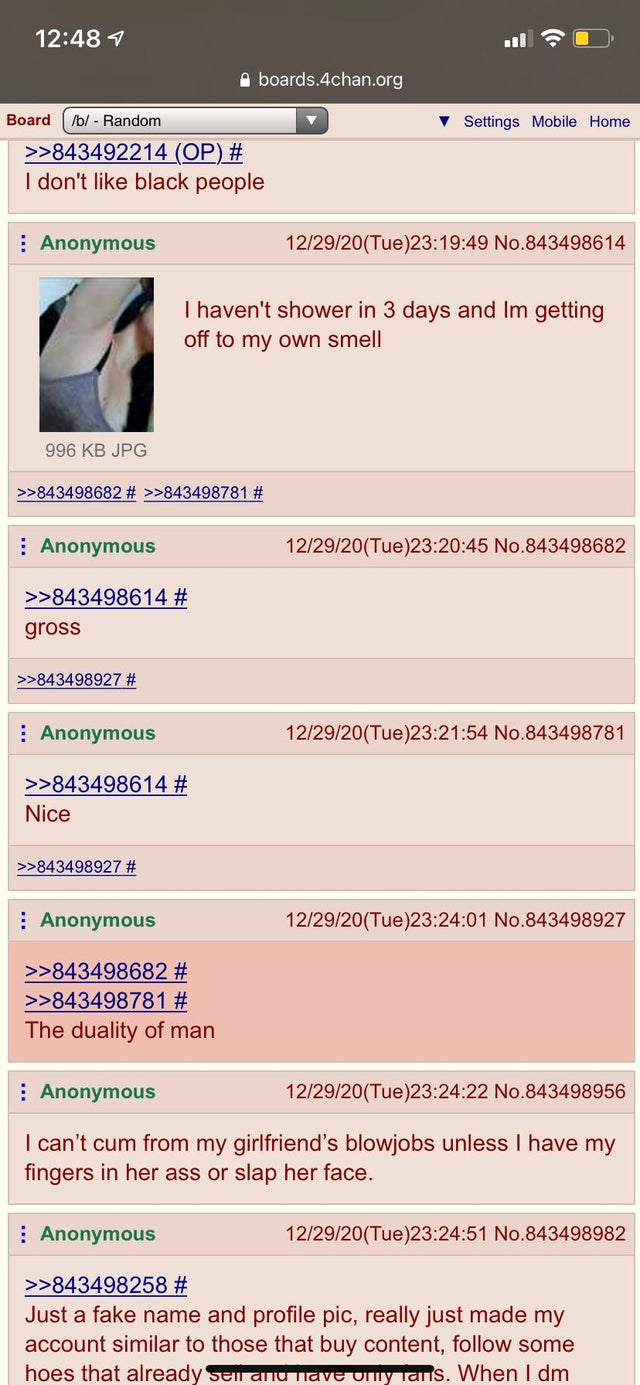 12:48
boards.4chan.org
Board /b/ - Random ▼ Settings Mobile Home
>>843492214 (OP) #
I don't like black people
Anonymous 12/29/20(Tue)23:19:49 No.843498614
I haven't shower in 3 days and Im getting
off to my own smell
996 KB JPG
>>843498682 # >>843498781 #
Anonymous 12/29/20(Tue)23:20:45 No.843498682
>>843498614 #
gross
>>843498927 #
Anonymous 12/29/20(Tue)23:21:54 No.843498781
>>843498614 #
Nice
>>843498927 #
Anonymous 12/29/20(Tue)23:24:01 No.843498927
>>843498682 #
>>843498781 #
The duality of man
Anonymous 12/29/20(Tue)23:24:22 No.843498956
I can’t cum from my girlfriend’s blowjobs unless I have my
fingers in her ass or slap her face.
Anonymous 12/29/20(Tue)23:24:51 No.843498982
>>843498258 #
Just a fake name and profile pic, really just made my
account similar to those that buy content, follow some
hoes that already sell and have only fans. When I dm